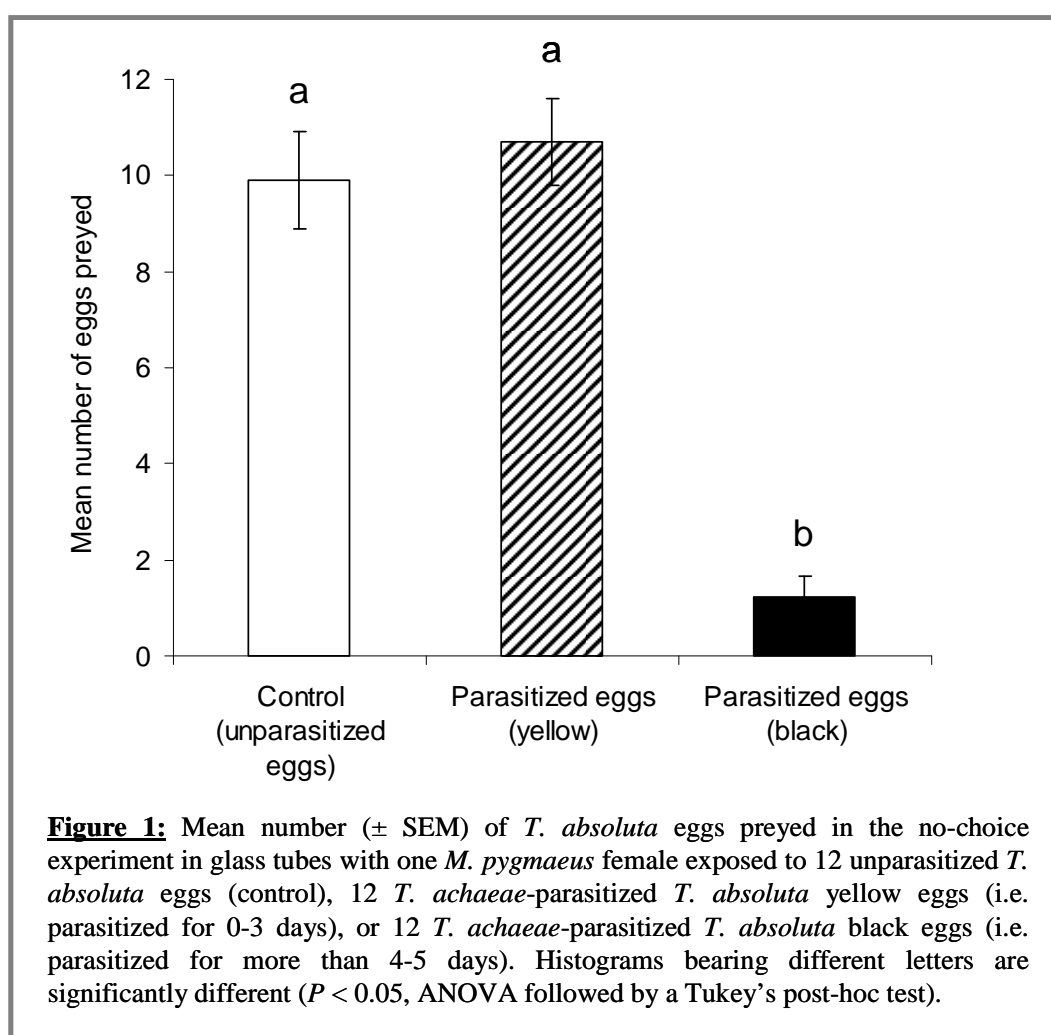 a
a
12
10
8
6
4
2
0
b
Mean number of eggs preyed
Control
(unparasitized
eggs)
Parasitized eggs
(yellow)
Parasitized eggs
(black)
Figure 1: Mean number (± SEM) of T. absoluta eggs preyed in the no-choice
experiment in glass tubes with one M. pygmaeus female exposed to 12 unparasitized T.
absoluta eggs (control), 12 T. achaeae-parasitized T. absoluta yellow eggs (i.e.
parasitized for 0-3 days), or 12 T. achaeae-parasitized T. absoluta black eggs (i.e.
parasitized for more than 4-5 days). Histograms bearing different letters are
significantly different (P < 0.05, ANOVA followed by a Tukey's post-hoc test).